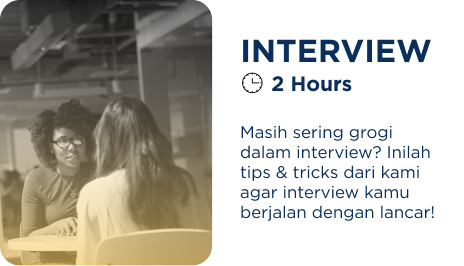 INTERVIEW
2 Hours
Masih sering grogi
dalam interview? Inilah
tips & tricks dari kami
agar interview kamu
berjalan dengan lancar!